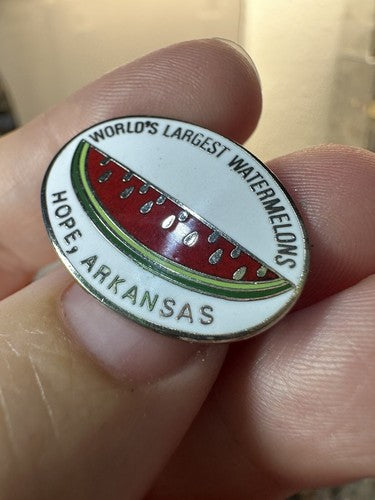 WORLD'S LARGEST WATERMELONS
HOPE, ARKANSAS